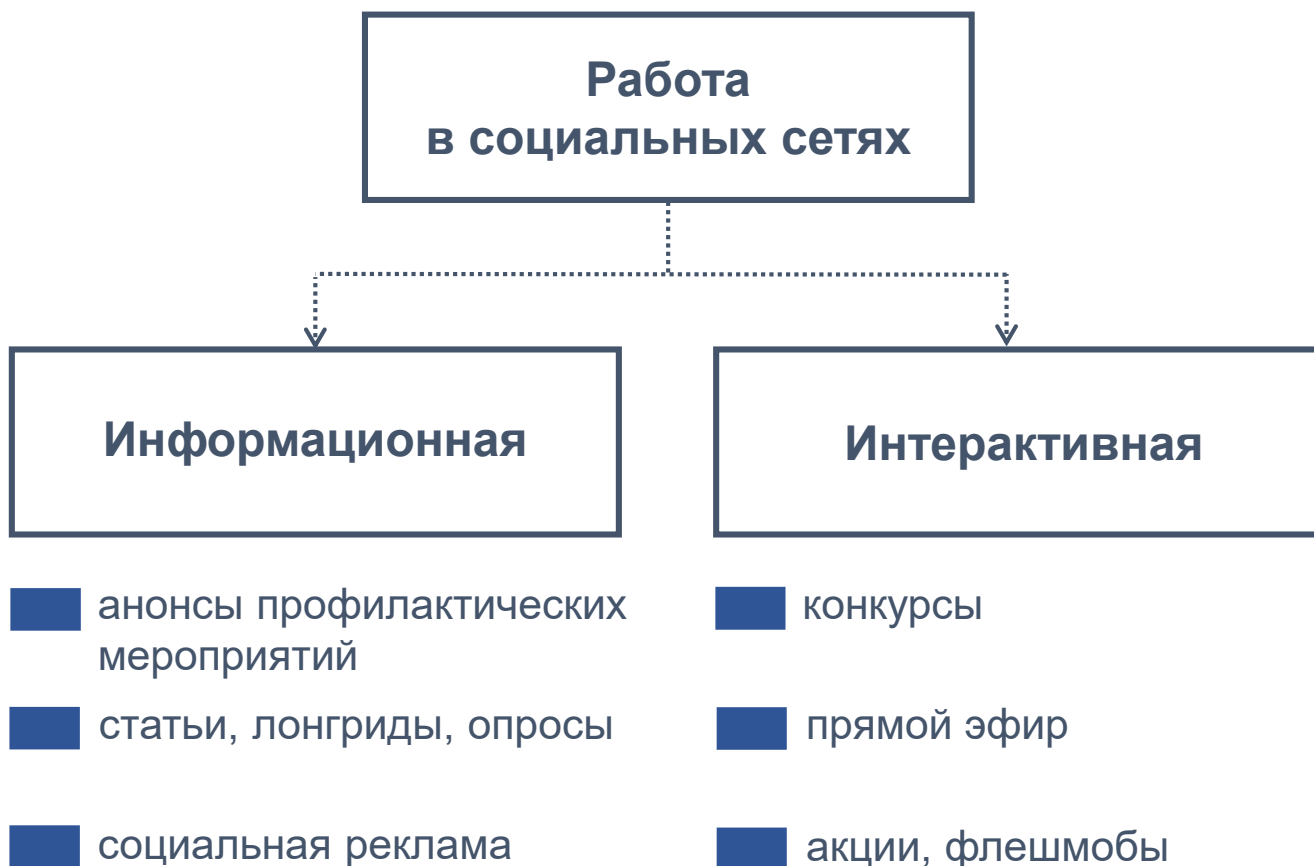 Работа
в социальных сетях
Информационная
Интерактивная
анонсы профилактических
мероприятий
статьи, лонгриды, опросы
социальная реклама
конкурсы
прямой эфир
акции, флешмобы